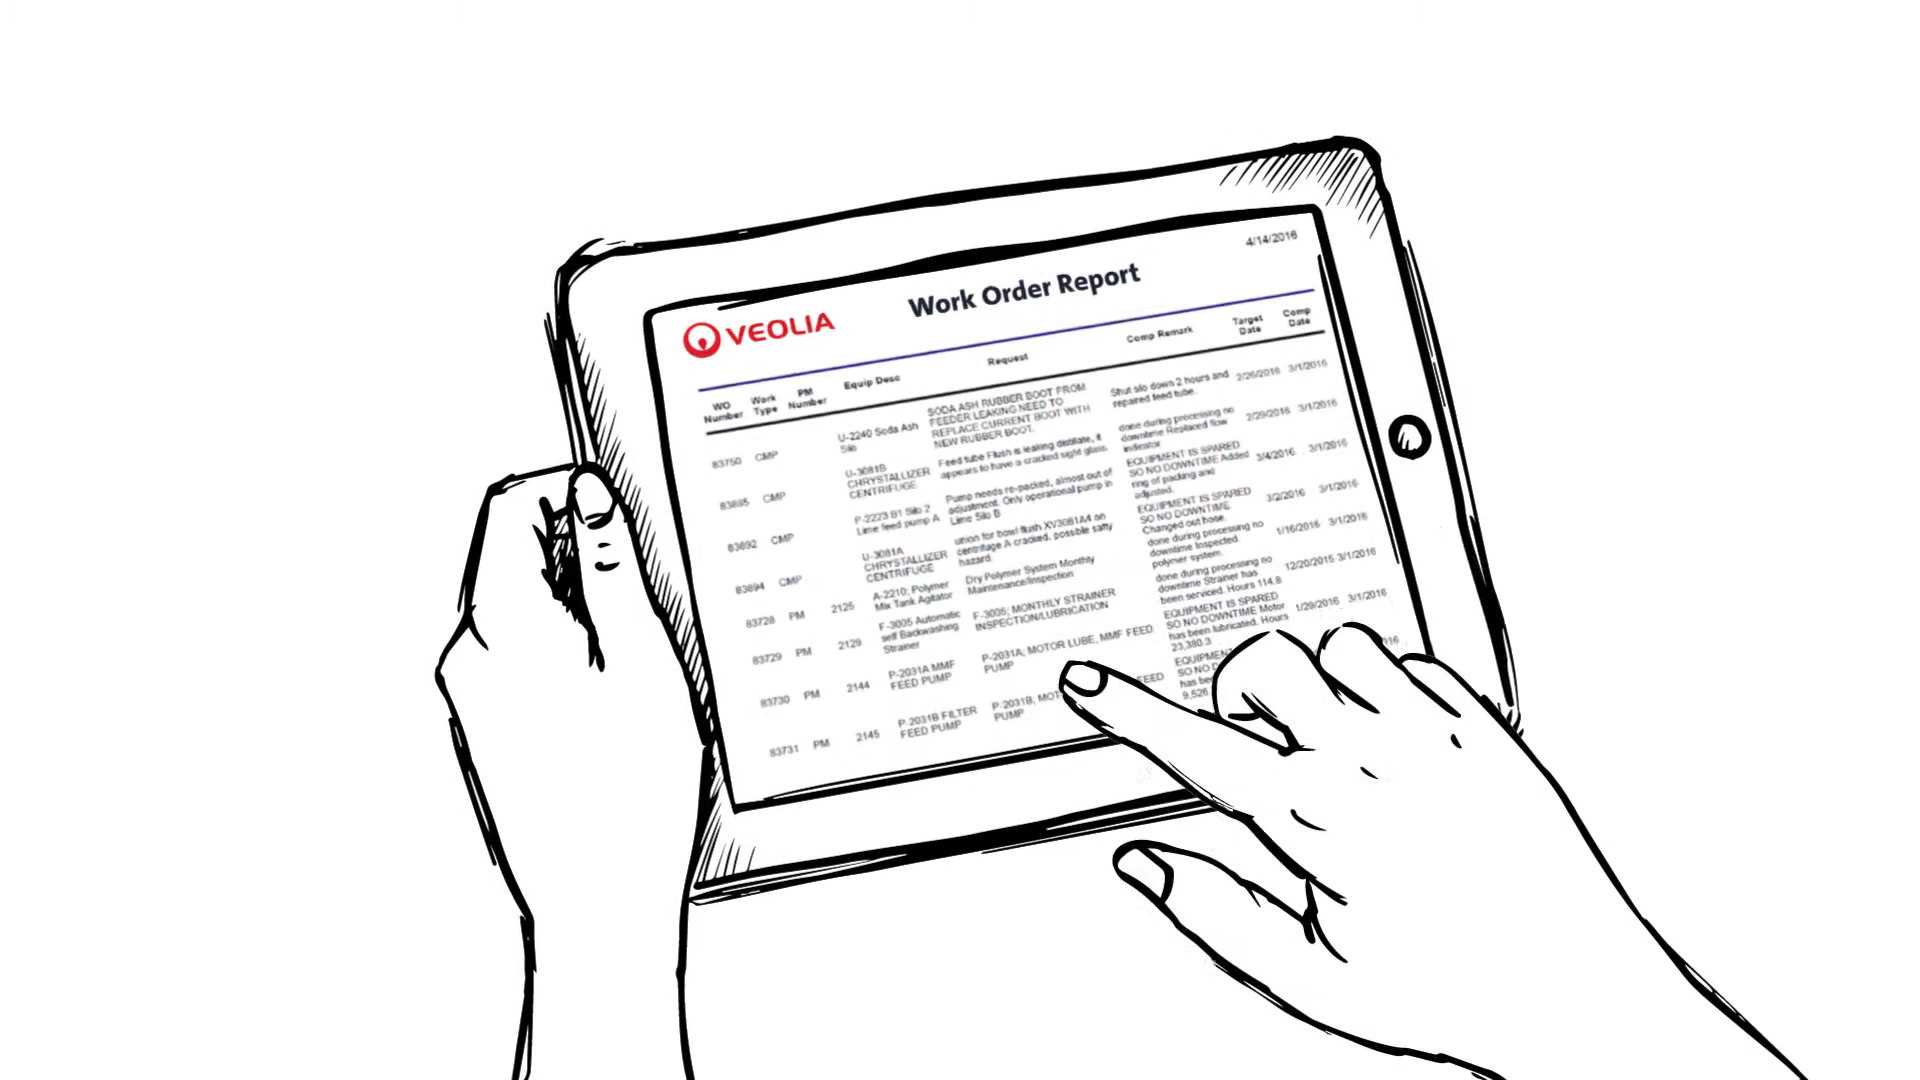 4/14/2016
Work Order Report
VEOLIA
WO Number
Work Type
PM Number
Equip Desc
Request
Comp Remark
Target Date
Comp Date
83750 CMP
U-2240 Soda Ash
Silo
SODA ASH RUBBER BOOT FROM
FEEDER LEAKING NEED TO
REPLACE CURRENT BOOT WITH
NEW RUBBER BOOT.
Shut silo down 2 hours and
repaired feed tube.
2/26/2016 3/1/2016
CMP
U-3081B
CHRYSTALLIZER
CENTRIFUGE
Feed tube Flush is leaking distillate, it
appears to have a cracked sight glass.
done during processing no
downtime Replaced flow
indicator.
2/29/2016 3/1/2016
83892 CMP
P-2223 B1 Silo 2
Lime feed pump A
Pump needs re-packed, almost out of
adjustment. Only operational pump in
Lime Silo B
EQUIPMENT IS SPARED
SO NO DOWNTIME Added
ring of packing and
adjusted.
3/4/2016 3/1/2016
83894 CMP
U-3081A
CHRYSTALLIZER
CENTRIFUGE
union for bowl flush XV3081A4 on
centrifuge A cracked, possible safty
hazard.
EQUIPMENT IS SPARED
SO NO DOWNTIME
Changed out hose.
3/2/2016 3/1/2016
83728 PM 2125
A-2210; Polymer
Mix Tank Agitator
Dry Polymer System Monthly
Maintenance/Inspection
done during processing no
downtime Inspected
polymer system.
1/16/2016 3/1/2016
83729 PM 2129
F-3005 Automatic
self Backwashing
Strainer
F-3005; MONTHLY STRAINER
INSPECTION/LUBRICATION
done during processing no
downtime Strainer has
been serviced. Hours 114.8
12/20/2015 3/1/2016
83730 PM 2144
P-2031A MMF
FEED PUMP
P-2031A; MOTOR LUBE, MMF FEED
PUMP
EQUIPMENT IS SPARED
SO NO DOWNTIME Motor
has been lubricated. Hours
23,380.3
1/29/2016 3/1/2016
83731 PM 2145
P-2031B FILTER
FEED PUMP
P-2031B; MOT FEED
PUMP
EQUIPMEN
SO NO D
has be
9,526
016